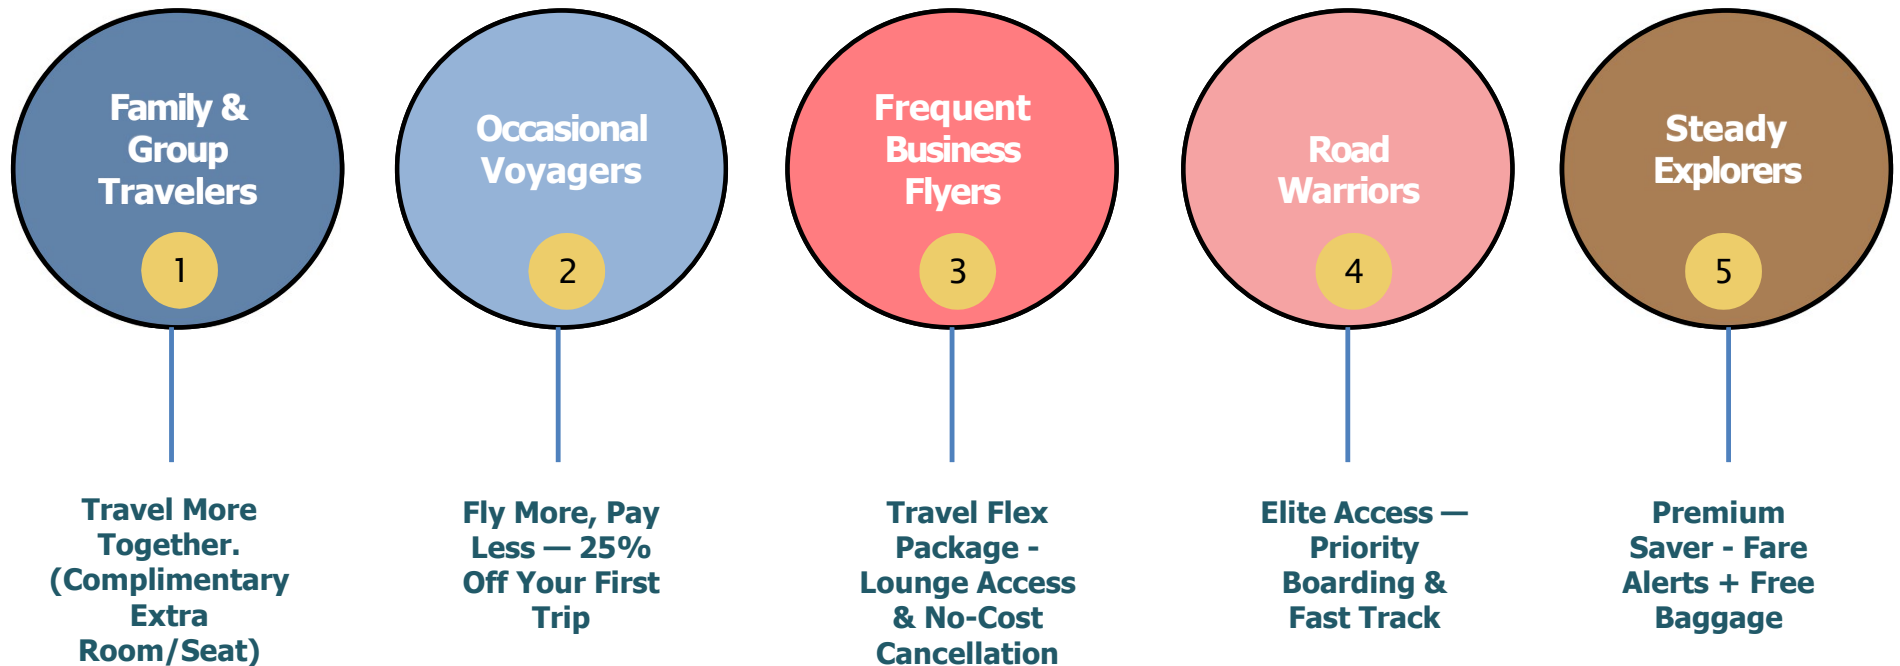 Family &
Group
Travelers
1
Occasional
Voyagers
2
Frequent
Business
Flyers
3
Road
Warriors
4
Steady
Explorers
5
Travel More
Together.
(Complimentary
Extra
Room/Seat)
Fly More, Pay
Less — 25%
Off Your First
Trip
Travel Flex
Package -
Lounge Access
& No-Cost
Cancellation
Elite Access —
Priority
Boarding &
Fast Track
Premium
Saver - Fare
Alerts + Free
Baggage